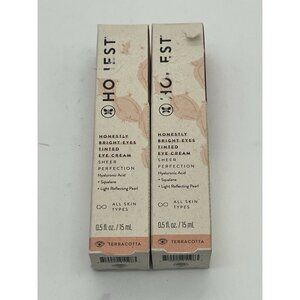 HONEST
HONESTLY
BRIGHT EYES
TINTED
EYE CREAM
SHEER
PERFECTION
Hyaluronic Acid
+ Squalane
+ Light Reflecting Pearl
ALL SKIN
TYPES
0.5 fl. oz. / 15 mL
TERRACOTTA
HONEST
HONESTLY
BRIGHT EYES
TINTED
EYE CREAM
SHEER
PERFECTION
Hyaluronic Acid
+ Squalane
+ Light Reflecting Pearl
ALL SKIN
TYPES
0.5 fl. oz. / 15 mL
TERRACOTTA